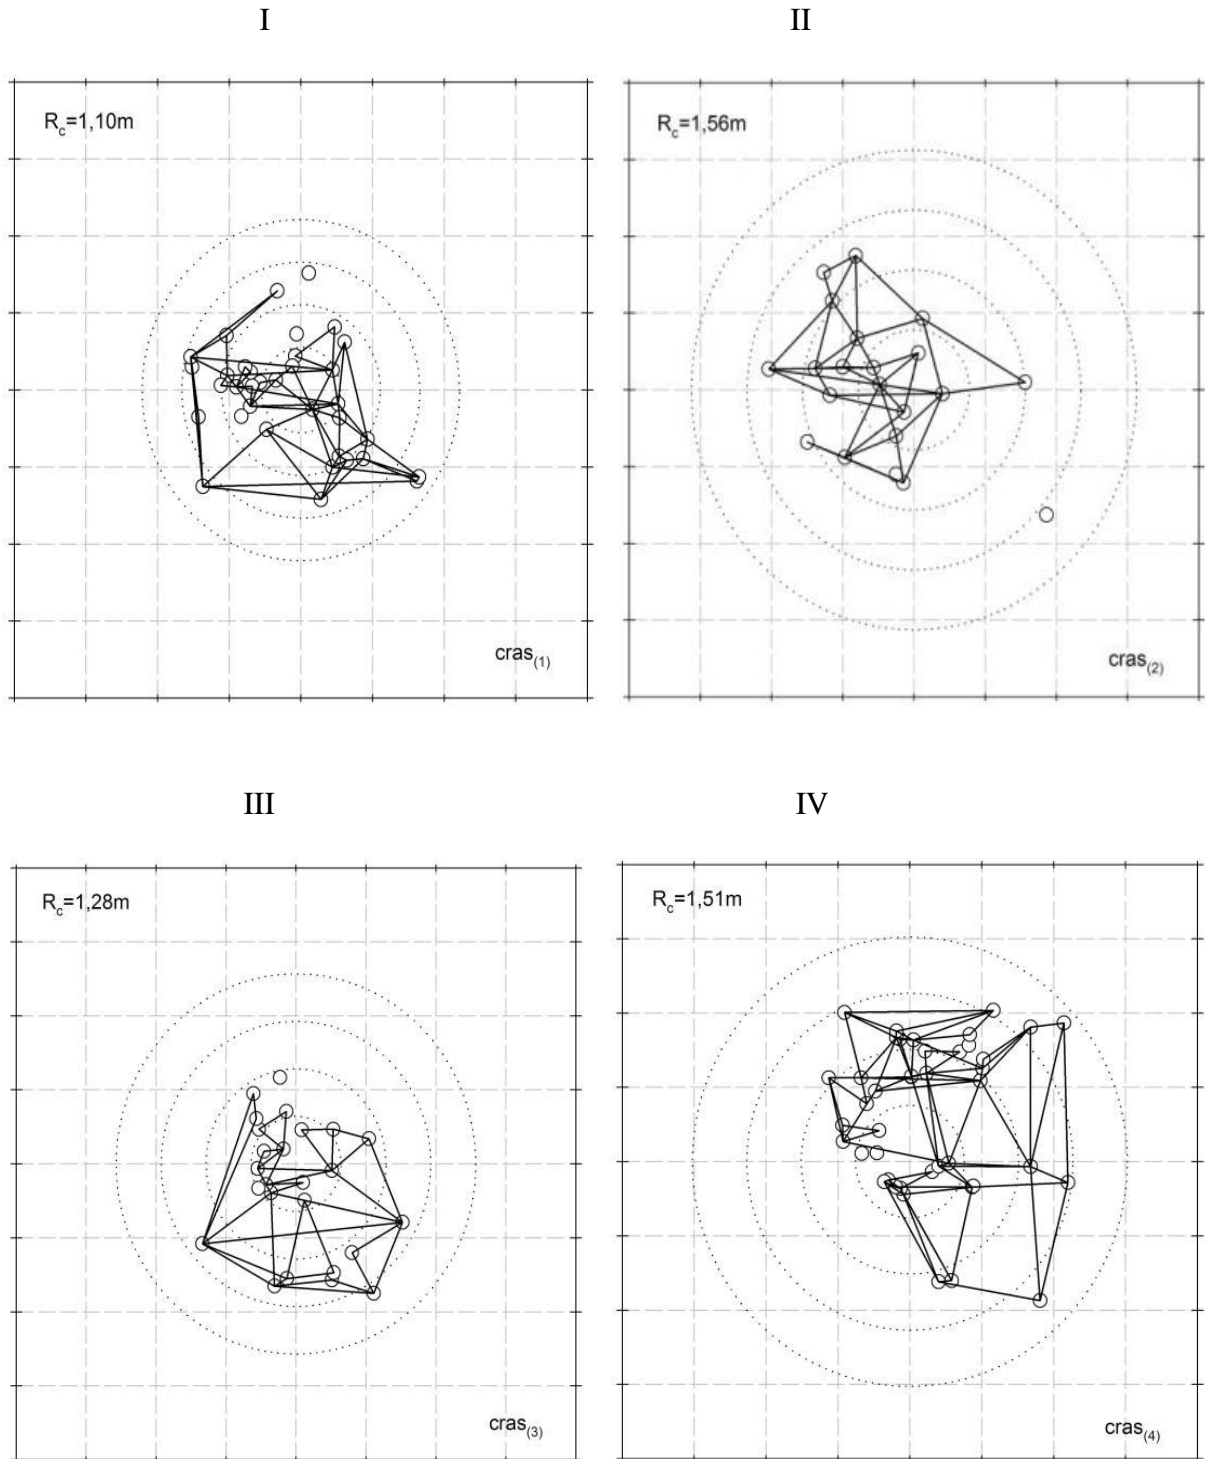 I
II
R_c=1,10m
R_c=1,56m
cras_(1)
cras_(2)
III
IV
R_c=1,28m
R_c=1,51m
cras_(3)
cras_(4)